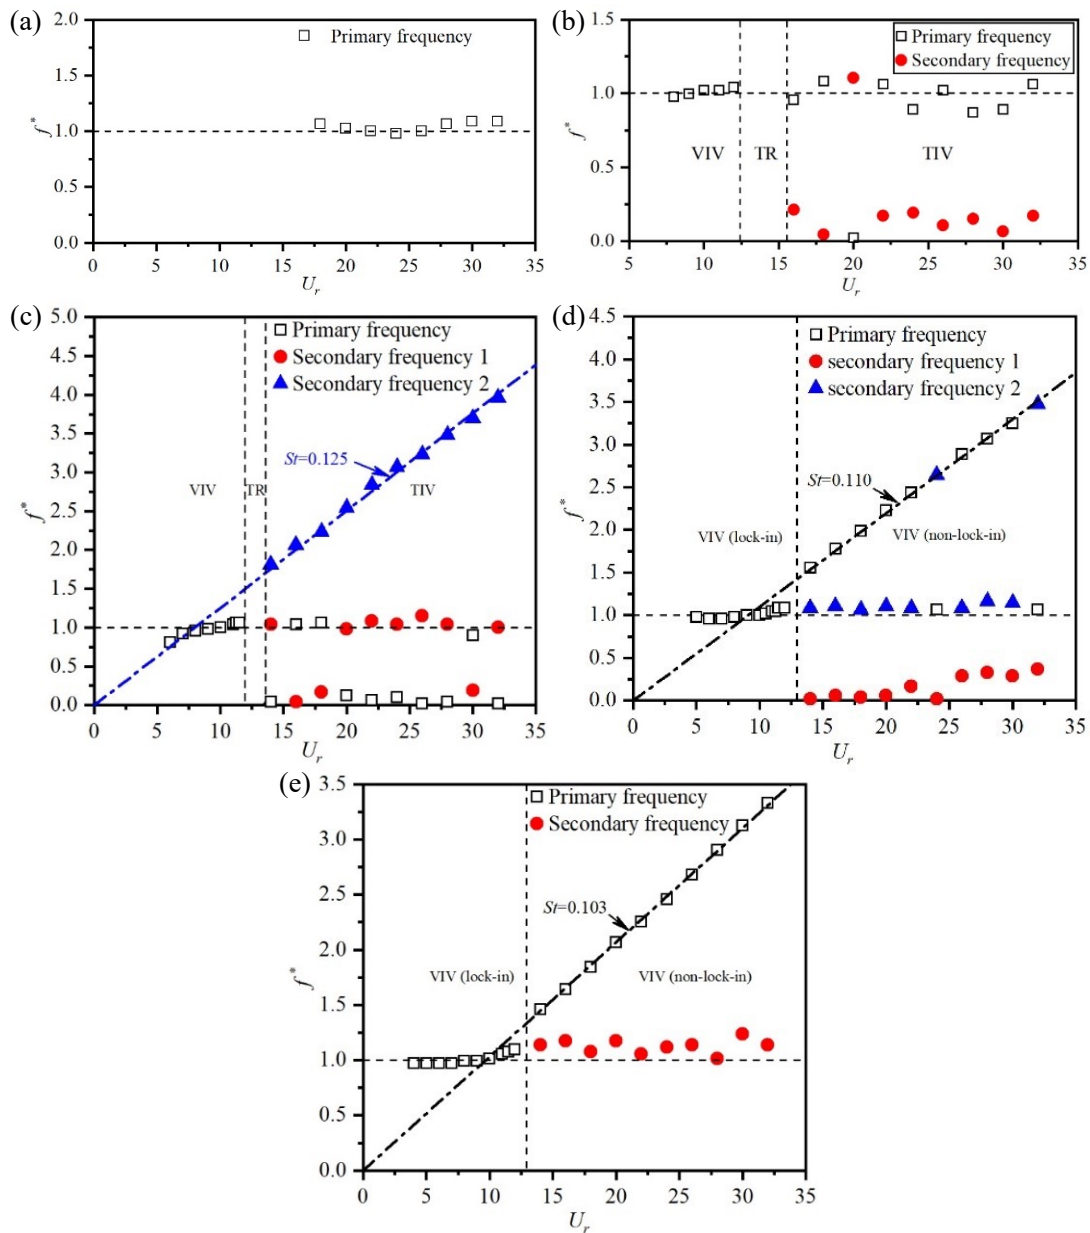 (a)
2.0
1.5
1.0
0.5
0.0
f*
Primary frequency
0 5 10 15 20 25 30 35
U_r
(b)
1.5
1.0
0.5
0.0
f*
Primary frequency
Secondary frequency
VIV TR TIV
5 10 15 20 25 30 35
U_r
(c)
5.0
4.5
4.0
3.5
3.0
2.5
2.0
1.5
1.0
0.5
0.0
f*
Primary frequency
Secondary frequency 1
Secondary frequency 2
St=0.125
VIV TR TIV
0 5 10 15 20 25 30 35
U_r
(d)
4.5
4.0
3.5
3.0
2.5
2.0
1.5
1.0
0.5
0.0
f*
Primary frequency
secondary frequency 1
secondary frequency 2
St=0.110
VIV (lock-in) VIV (non-lock-in)
0 5 10 15 20 25 30 35
U_r
(e)
3.5
3.0
2.5
2.0
1.5
1.0
0.5
0.0
f*
Primary frequency
Secondary frequency
St=0.103
VIV (lock-in) VIV (non-lock-in)
0 5 10 15 20 25 30 35
U_r